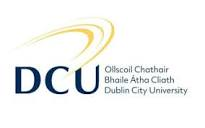 DCU
Ollscoil Chathair
Bhaile Átha Cliath
Dublin City University